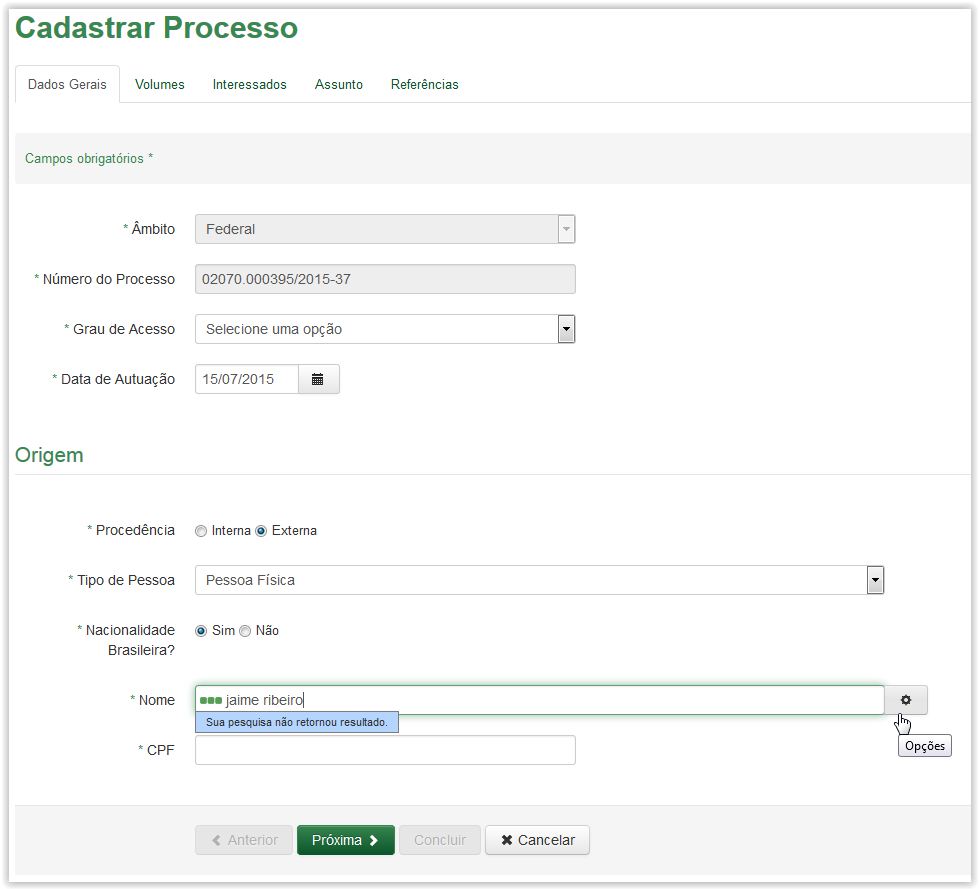 Cadastrar Processo
Dados Gerais Volumes Interessados Assunto Referências
Campos obrigatórios *
* Âmbito Federal
* Número do Processo 02070.000395/2015-37
* Grau de Acesso Selecione uma opção
* Data de Autuação 15/07/2015
Origem
* Procedência Interna Externa
* Tipo de Pessoa Pessoa Física
* Nacionalidade Brasileira? Sim Não
* Nome jaime ribeiro
Sua pesquisa não retornou resultado.
Opções
* CPF
Anterior Próxima Concluir Cancelar